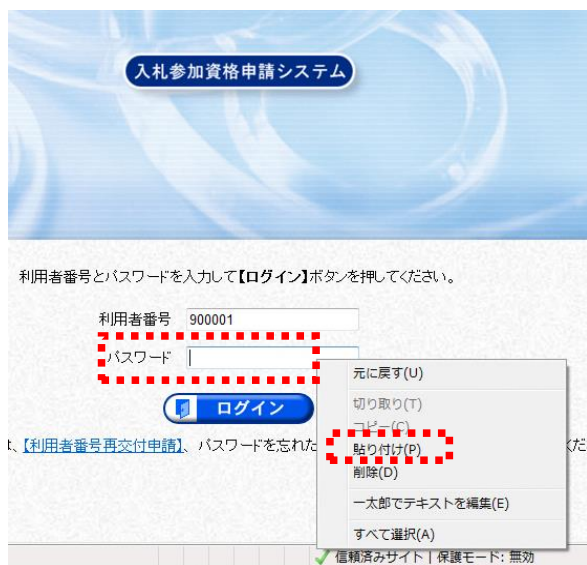 入札参加資格申請システム
利用者番号とパスワードを入力して【ログイン】ボタンを押してください。
利用者番号 900001
パスワード
ログイン
は、【利用者番号再交付申請】、パスワードを忘れた
くだ
元に戻す(U)
切り取り(T)
コピー(C)
貼り付け(P)
削除(D)
一太郎でテキストを編集(E)
すべて選択(A)
信頼済みサイト | 保護モード: 無効